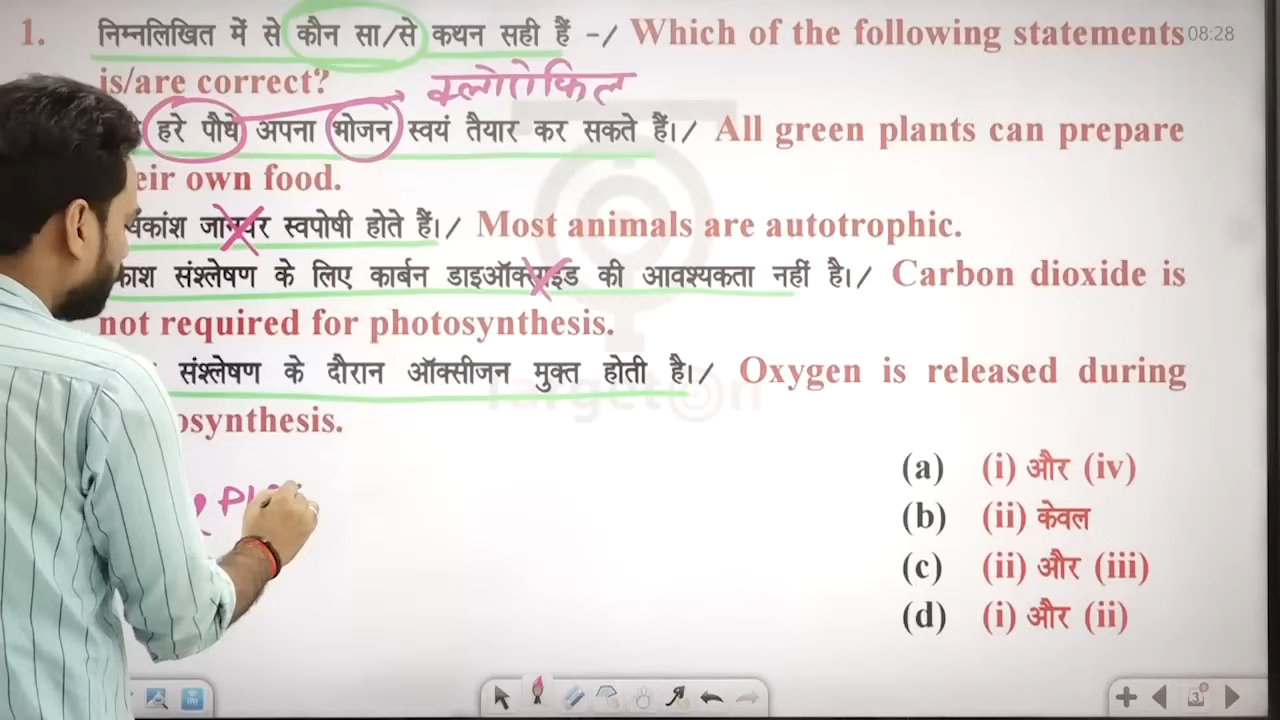 1. निम्नलिखित में से कौन सा/से कथन सही हैं -/ Which of the following statements 08:28
is/are correct?
क्लोरोफिल
हरे पौधे अपना भोजन स्वयं तैयार कर सकते हैं।/ All green plants can prepare
own food.
स्वपोषी होते हैं।/ Most animals are autotrophic.
संश्लेषण के लिए कार्बन डाइऑक्साइड की आवश्यकता नहीं है।/ Carbon dioxide is
not required for photosynthesis.
संश्लेषण के दौरान ऑक्सीजन मुक्त होती है।/ Oxygen is released during
Targeton
(a) (i) और (iv)
(b) (ii) केवल
(c) (ii) और (iii)
(d) (i) और (ii)
3